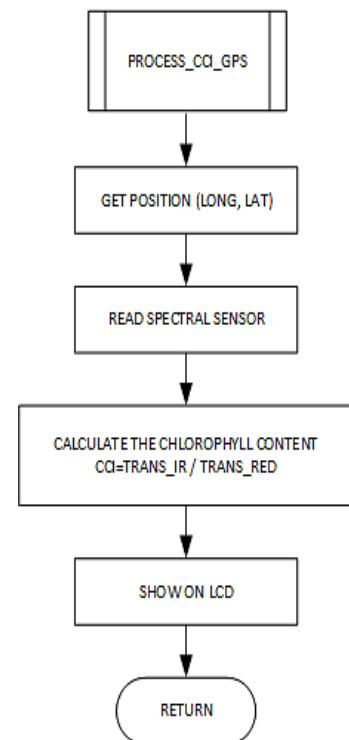 PROCESS_CCI_GPS
GET POSITION (LONG, LAT)
READ SPECTRAL SENSOR
CALCULATE THE CHLOROPHYLL CONTENT
CCI=TRANS_IR / TRANS_RED
SHOW ON LCD
RETURN